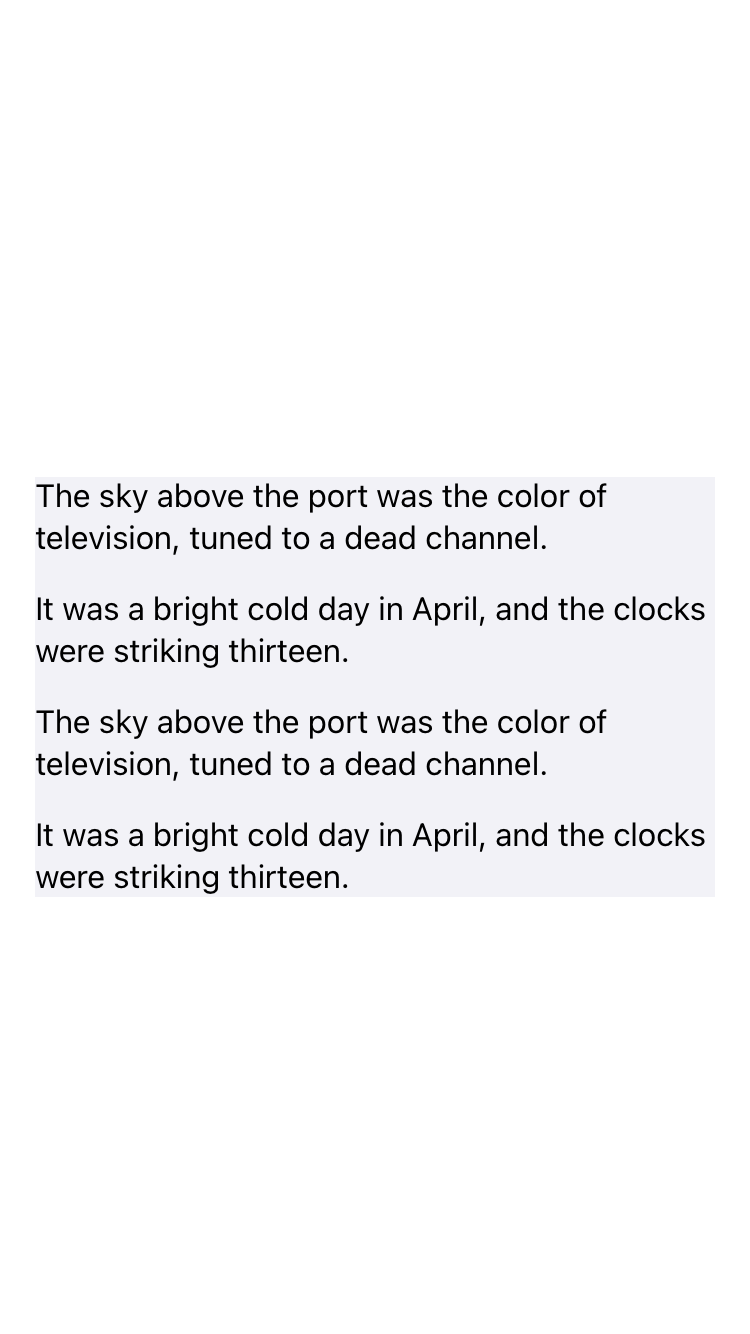 The sky above the port was the color of
television, tuned to a dead channel.
It was a bright cold day in April, and the clocks
were striking thirteen.
The sky above the port was the color of
television, tuned to a dead channel.
It was a bright cold day in April, and the clocks
were striking thirteen.